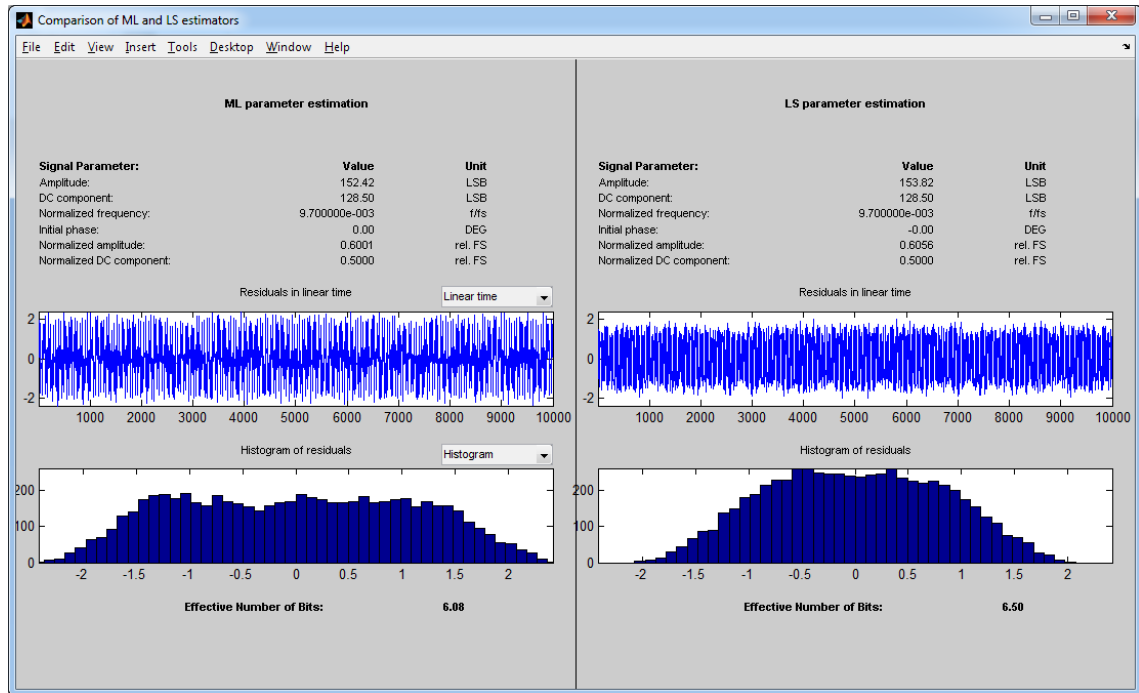 Comparison of ML and LS estimators
File Edit View Insert Tools Desktop Window Help
ML parameter estimation
Signal Parameter: Value Unit
Amplitude: 152.42 LSB
DC component: 128.50 LSB
Normalized frequency: 9.700000e-003 f/fs
Initial phase: 0.00 DEG
Normalized amplitude: 0.6001 rel. FS
Normalized DC component: 0.5000 rel. FS
Residuals in linear time
Linear time
2
0
-2
1000 2000 3000 4000 5000 6000 7000 8000 9000 10000
Histogram of residuals
Histogram
200
100
0
-2 -1.5 -1 -0.5 0 0.5 1 1.5 2
Effective Number of Bits: 6.08
LS parameter estimation
Signal Parameter: Value Unit
Amplitude: 153.82 LSB
DC component: 128.50 LSB
Normalized frequency: 9.700000e-003 f/fs
Initial phase: -0.00 DEG
Normalized amplitude: 0.6056 rel. FS
Normalized DC component: 0.5000 rel. FS
Residuals in linear time
2
0
-2
1000 2000 3000 4000 5000 6000 7000 8000 9000 10000
Histogram of residuals
200
100
0
-2 -1.5 -1 -0.5 0 0.5 1 1.5 2
Effective Number of Bits: 6.50